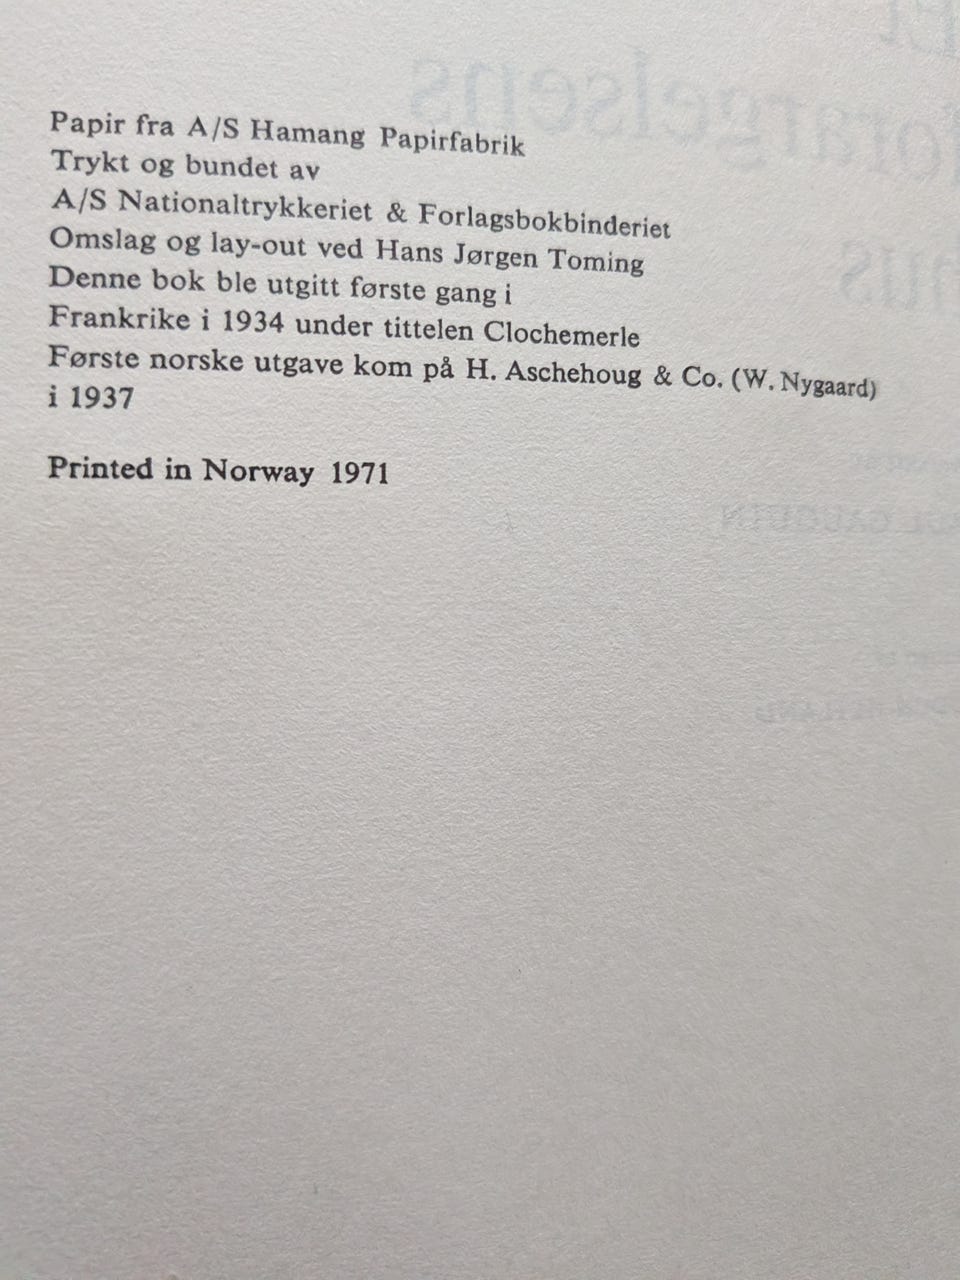 Papir fra A/S Hamang Papirfabrik
Trykt og bundet av
A/S Nationaltrykkeriet & Forlagsbokbinderiet
Omslag og lay-out ved Hans Jørgen Toming
Denne bok ble utgitt første gang i
Frankrike i 1934 under tittelen Clochemerle
Første norske utgave kom på H. Aschehoug & Co. (W. Nygaard)
i 1937
Printed in Norway 1971